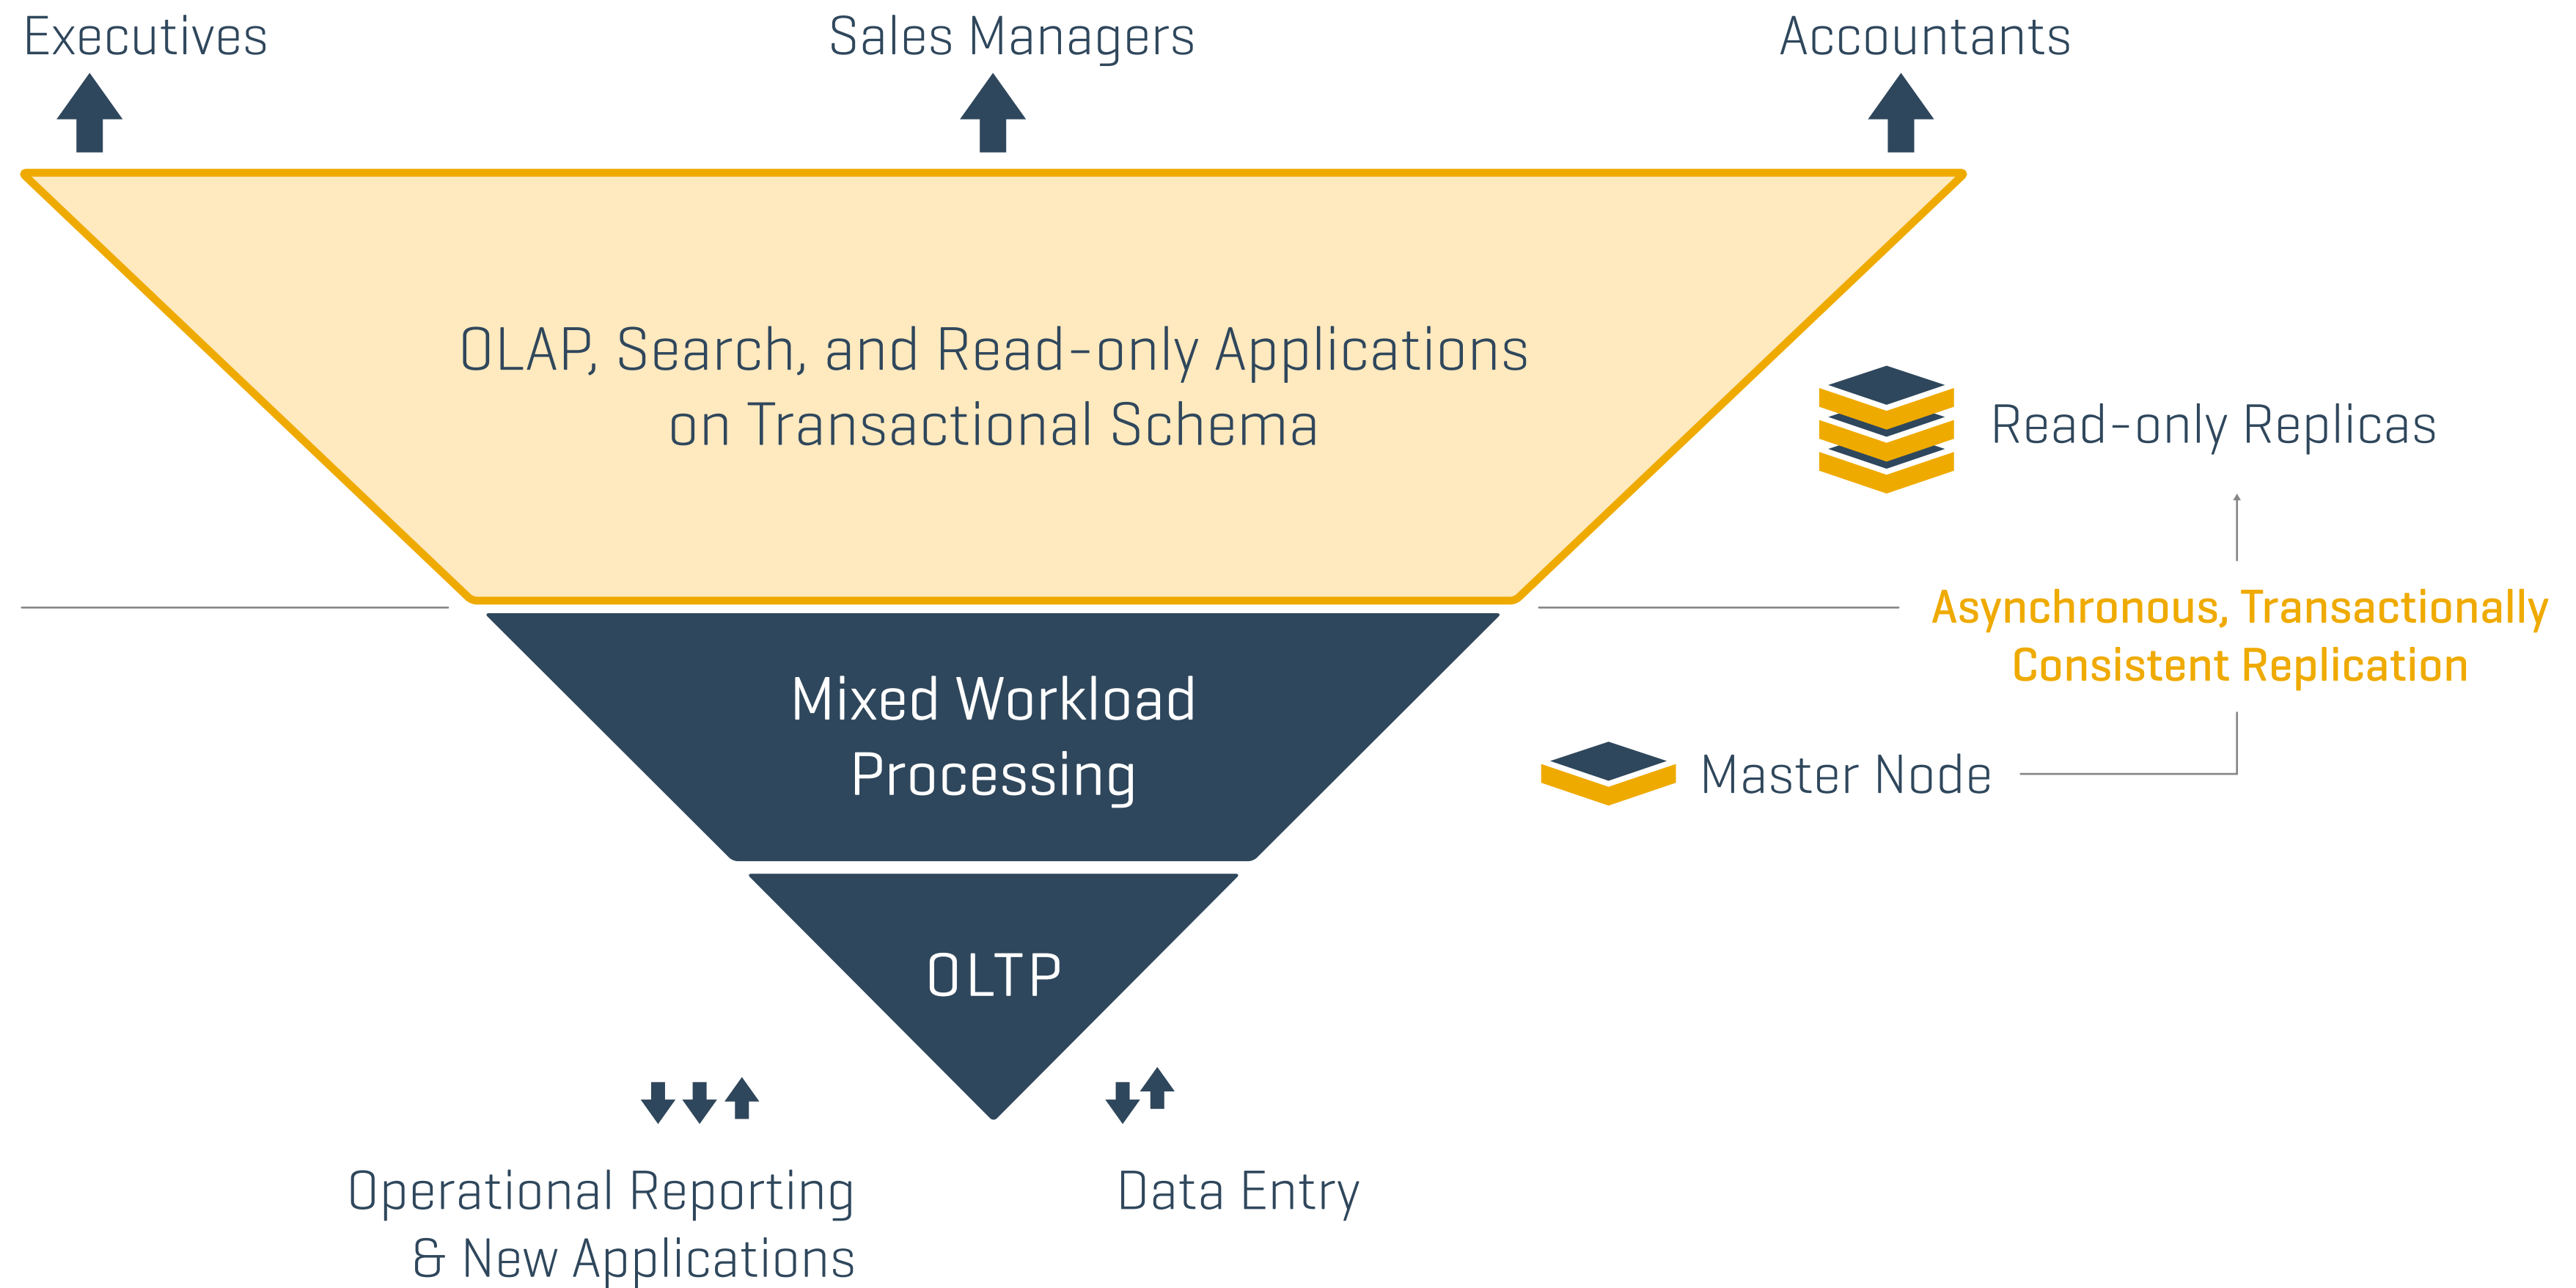 Executives
Sales Managers
Accountants
OLAP, Search, and Read-only Applications
on Transactional Schema
Read-only Replicas
Asynchronous, Transactionally
Consistent Replication
Mixed Workload
Processing
Master Node
OLTP
Operational Reporting
& New Applications
Data Entry